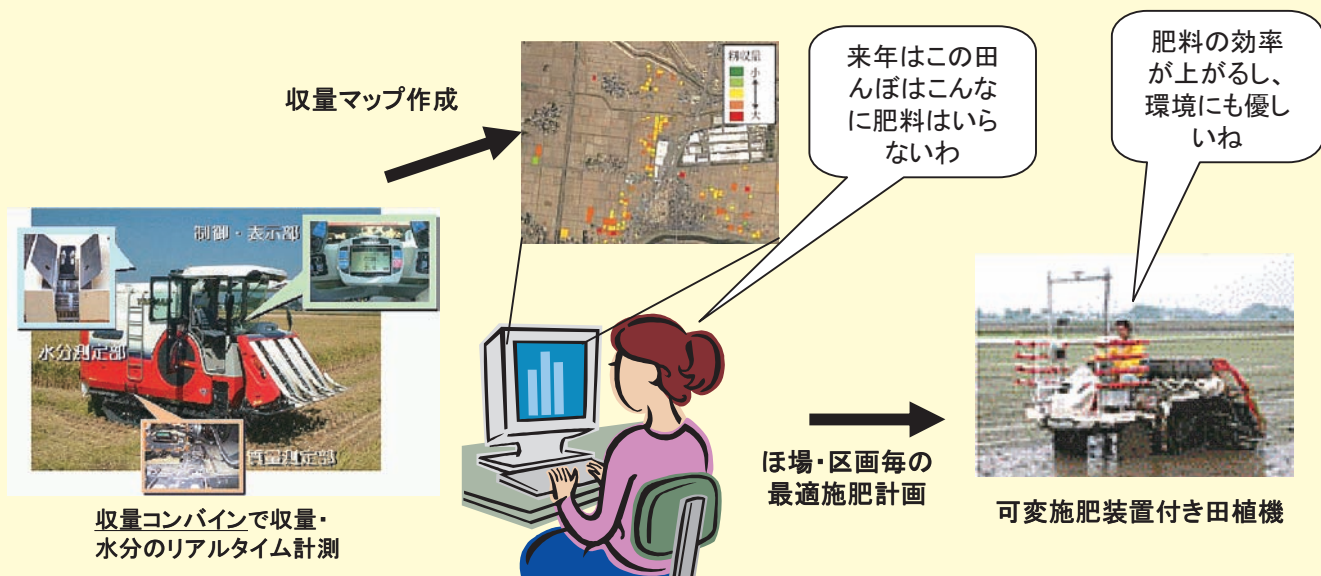 収量マップ作成
籾収量
小
大
来年はこの田
んぼはこんな
に肥料はいら
ないわ
肥料の効率
が上がるし、
環境にも優し
いね
制御・表示部
水分測定部
質量測定部
収量コンバインで収量・
水分のリアルタイム計測
ほ場・区画毎の
最適施肥計画
可変施肥装置付き田植機